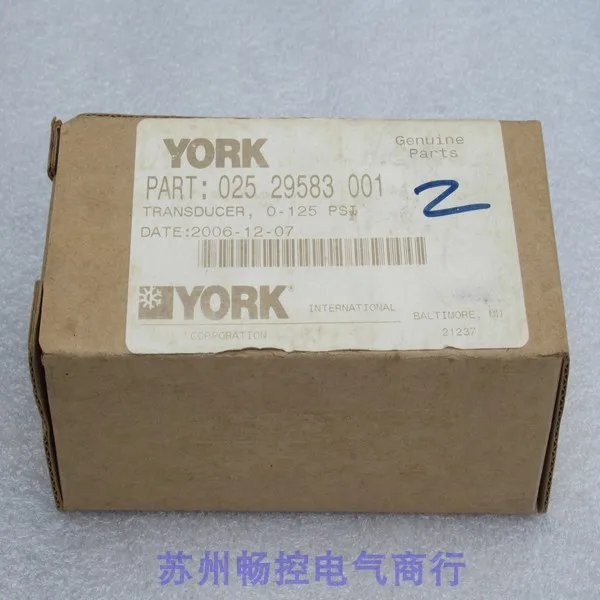 YORK
Genuine
Parts
PART: 025 29583 001
2
TRANSDUCER, 0-125 PSI
DATE:2006-12-07
YORK INTERNATIONAL BALTIMORE, MD
CORPORATION 21237
苏州畅控电气商行